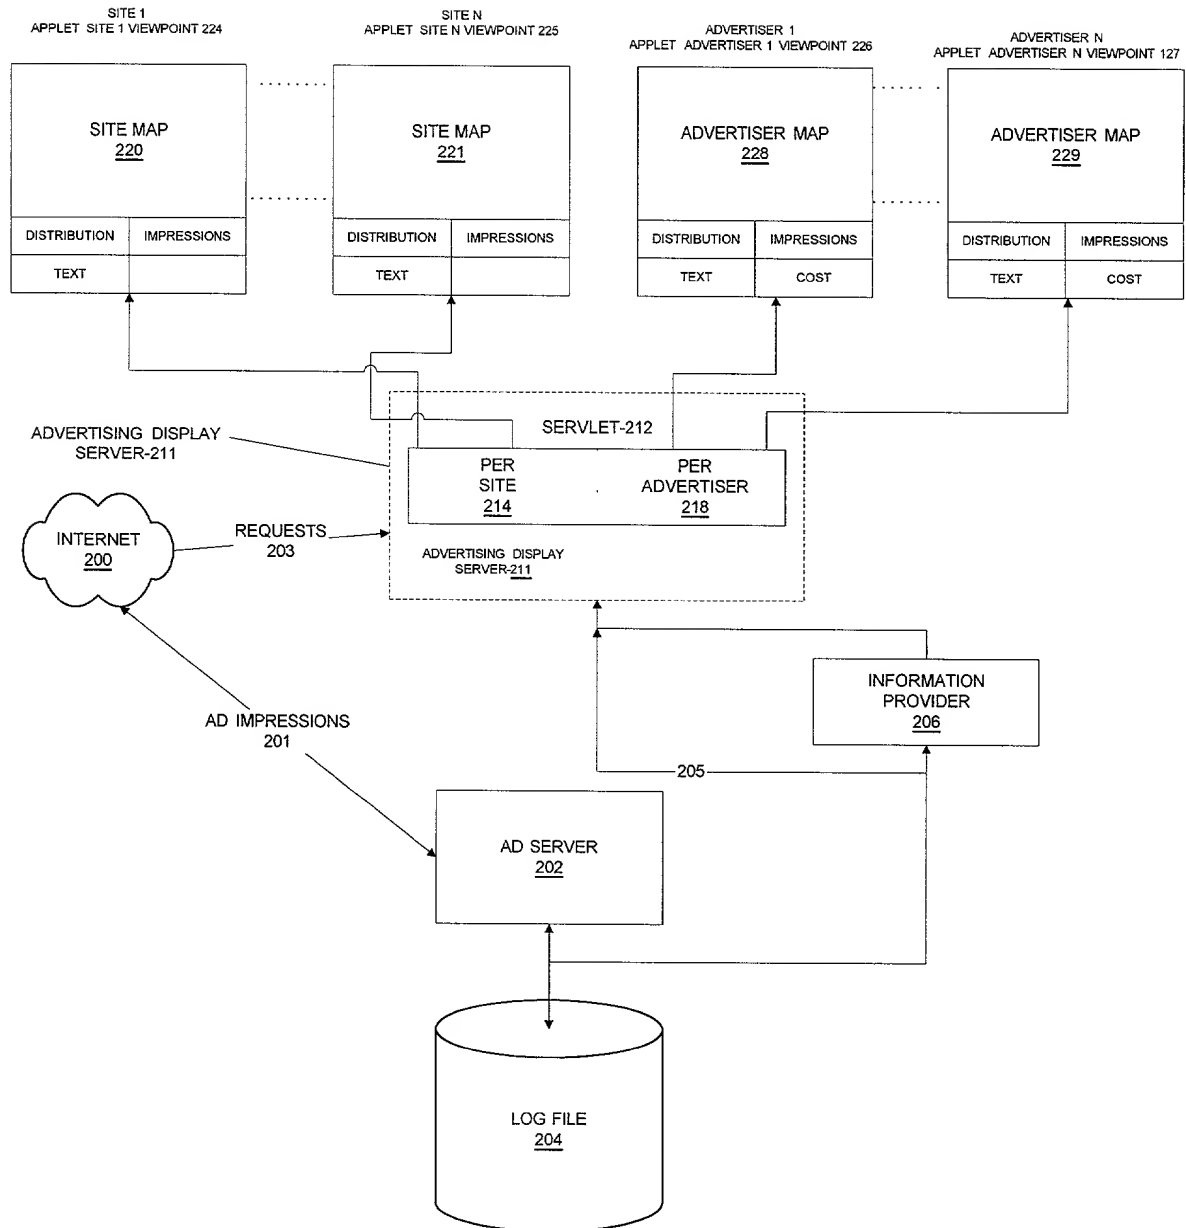 SITE 1
APPLET SITE 1 VIEWPOINT 224
SITE N
APPLET SITE N VIEWPOINT 225
ADVERTISER 1
APPLET ADVERTISER 1 VIEWPOINT 226
ADVERTISER N
APPLET ADVERTISER N VIEWPOINT 127
SITE MAP
220
DISTRIBUTION
IMPRESSIONS
TEXT
SITE MAP
221
DISTRIBUTION
IMPRESSIONS
TEXT
ADVERTISER MAP
228
DISTRIBUTION
IMPRESSIONS
TEXT
COST
ADVERTISER MAP
229
DISTRIBUTION
IMPRESSIONS
TEXT
COST
ADVERTISING DISPLAY
SERVER-211
SERVLET-212
PER
SITE
214
PER
ADVERTISER
218
ADVERTISING DISPLAY
SERVER-211
INTERNET
200
REQUESTS
203
INFORMATION
PROVIDER
206
AD IMPRESSIONS
201
205
AD SERVER
202
LOG FILE
204